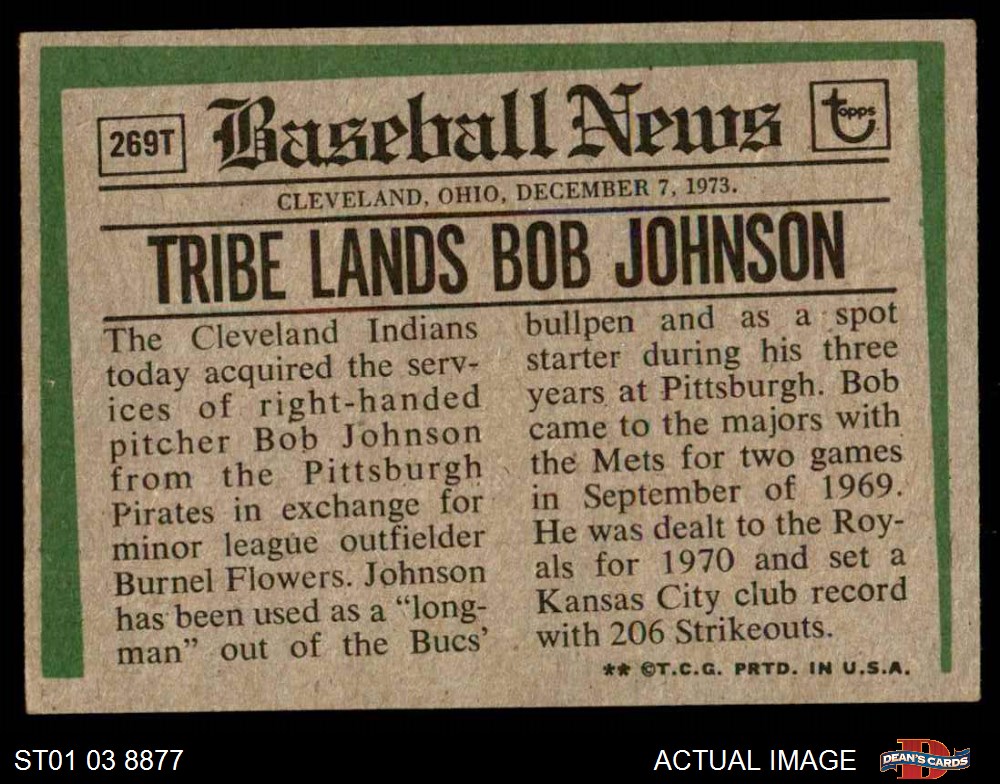 269T
Baseball News
topps
CLEVELAND, OHIO, DECEMBER 7, 1973.
TRIBE LANDS BOB JOHNSON
The Cleveland Indians
today acquired the serv-
ices of right-handed
pitcher Bob Johnson
from the Pittsburgh
Pirates in exchange for
minor league outfielder
Burnel Flowers. Johnson
has been used as a “long-
man” out of the Bucs’
bullpen and as a spot
starter during his three
years at Pittsburgh. Bob
came to the majors with
the Mets for two games
in September of 1969.
He was dealt to the Roy-
als for 1970 and set a
Kansas City club record
with 206 Strikeouts.
** ©T.C.G. PRTD. IN U.S.A.
ST01 03 8877
ACTUAL IMAGE
D
DEAN'S CARDS